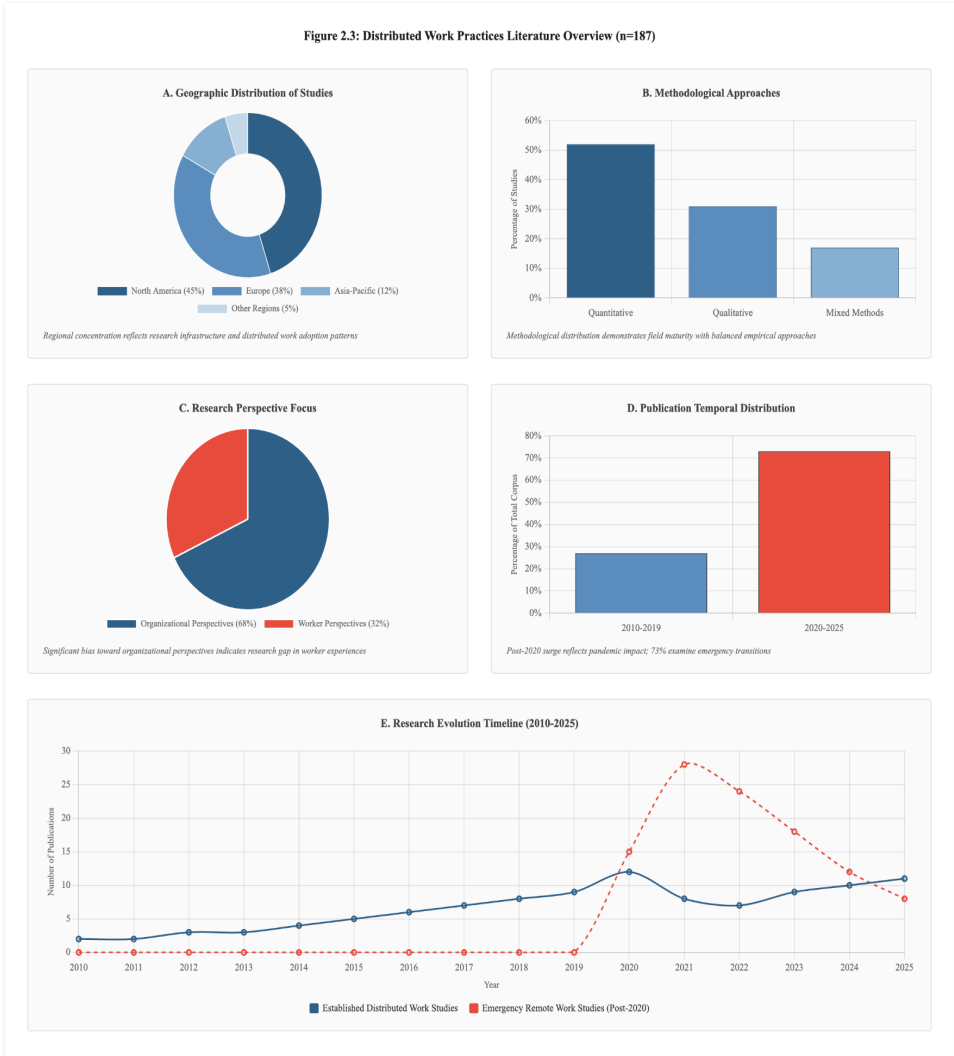 Figure 2.3: Distributed Work Practices Literature Overview (n=187)
A. Geographic Distribution of Studies
North America (45%) Europe (38%) Asia-Pacific (12%)
Other Regions (5%)
Regional concentration reflects research infrastructure and distributed work adoption patterns
B. Methodological Approaches
Percentage of Studies
60%
50%
40%
30%
20%
10%
0%
Quantitative Qualitative Mixed Methods
Methodological distribution demonstrates field maturity with balanced empirical approaches
C. Research Perspective Focus
Organizational Perspectives (68%) Worker Perspectives (32%)
Significant bias toward organizational perspectives indicates research gap in worker experiences
D. Publication Temporal Distribution
Percentage of Total Corpus
80%
70%
60%
50%
40%
30%
20%
10%
0%
2010-2019 2020-2025
Post-2020 surge reflects pandemic impact; 73% examine emergency transitions
E. Research Evolution Timeline (2010-2025)
Number of Publications
30
25
20
15
10
5
0
2010 2011 2012 2013 2014 2015 2016 2017 2018 2019 2020 2021 2022 2023 2024 2025
Year
Established Distributed Work Studies Emergency Remote Work Studies (Post-2020)